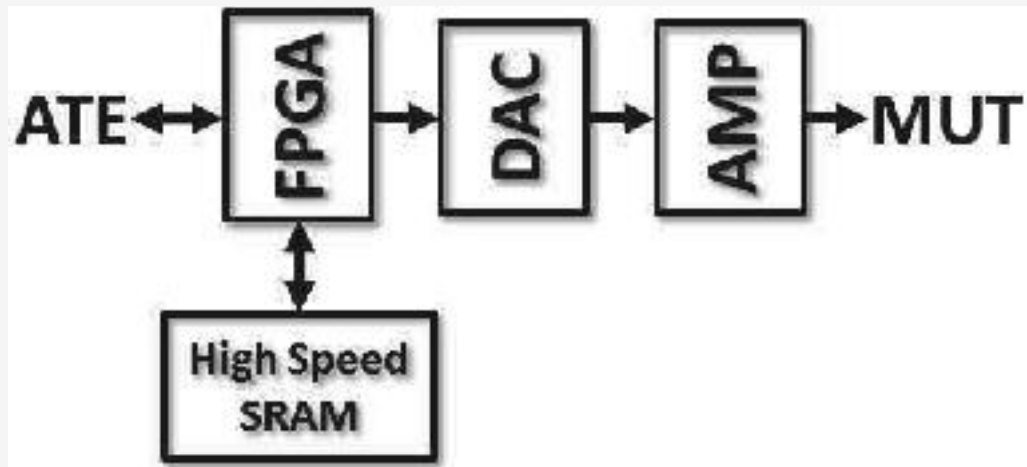 ATE
FPGA
DAC
AMP
MUT
High Speed
SRAM